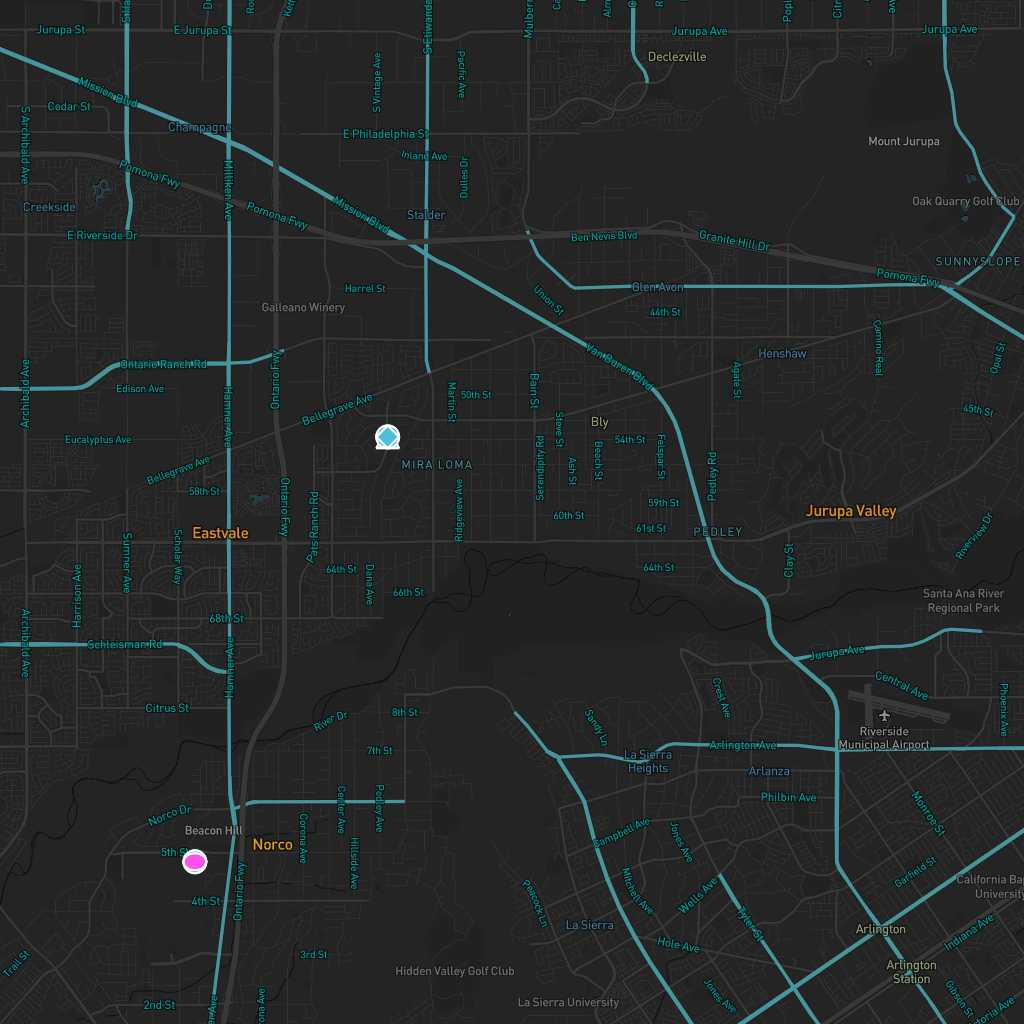 Jurupa St
E Jurupa St
S Etiwanda
Mulber
Jurupa Ave
Jurupa Ave
Declezville
Pacific Ave
S Vintage Ave
Mission Blvd
Cedar St
S Archibald Ave
Champagne
E Philadelphia St
Mount Jurupa
Inland Ave
Dulles Dr
Pomona Fwy
Milliken Ave
Creekside
Pomona Fwy
Mission Blvd
Stalder
Oak Quarry Golf Club
E Riverside Dr
Ben Nevis Blvd
Granite Hill Dr
SUNNYSLOPE
Pomona Fwy
Harrel St
Glen Avon
Union St
Galleano Winery
44th St
Camino Real
Henshaw
Opal St
Van Buren Blvd
Ontario Ranch Rd
Ontario Fwy
Archibald Ave
Edison Ave
Hamner Ave
Martin St
50th St
Bain St
Agate St
Bellegrave Ave
45th St
Bly
Steve St
Eucalyptus Ave
54th St
Felspar St
Beach St
Serendipity Rd
Ash St
MIRA LOMA
Bellegrave Ave
Pedley Rd
58th St
Ontario Fwy
Pats Ranch Rd
Ridgeview Ave
59th St
60th St
Jurupa Valley
61st St
PEDLEY
Eastvale
Riverview Dr
Sumner Ave
Scholar Way
Clay St
64th St
64th St
Dana Ave
Harrison Ave
66th St
Santa Ana River
Regional Park
68th St
Archibald Ave
Schleisman Rd
Hamner Ave
Jurupa Ave
Central Ave
Crest Ave
Phoenix Ave
Citrus St
River Dr
8th St
Sandy Ln
Riverside
Municipal Airport
7th St
La Sierra
Heights
Arlington Ave
Arlanza
Philbin Ave
Norco Dr
Center Ave
Pedley Ave
Monroe St
Beacon Hill
Corona Ave
Campbell Ave
Jones Ave
Norco
5th St
Hillside Ave
Garfield St
California Bap
University
Ontario Fwy
4th St
Peacock Ln
Mitchell Ave
Wells Ave
Tyler St
La Sierra
Arlington
Indiana Ave
Hole Ave
3rd St
Trail St
Hidden Valley Golf Club
Arlington
Station
Jones Ave
Gibson St
2nd St
La Sierra University